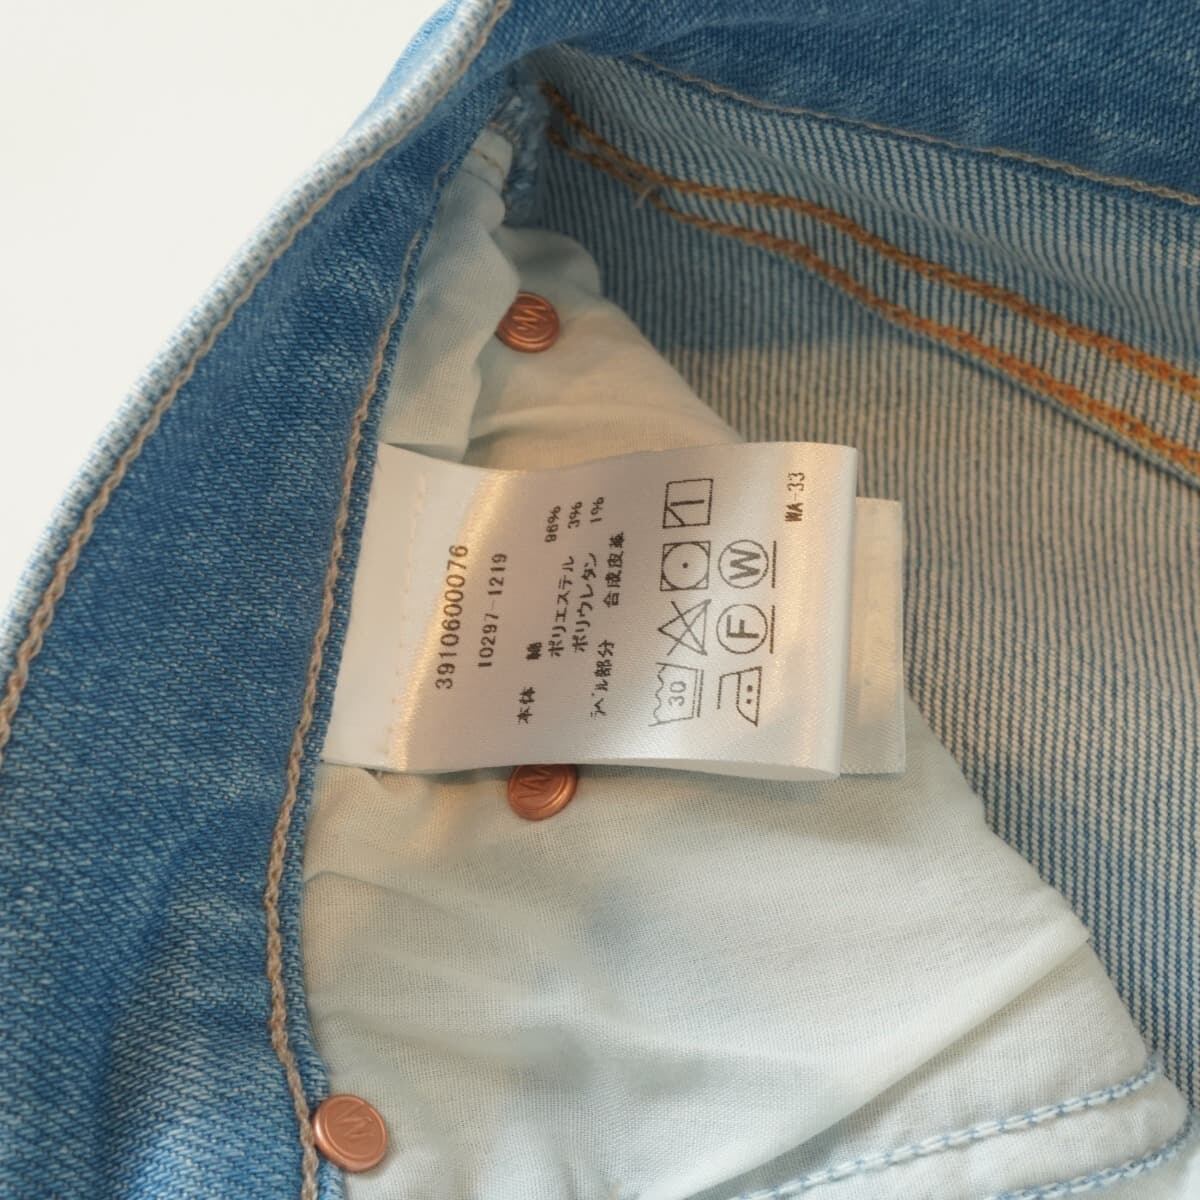 3910600076
10297-1219
本体 綿 96%
ポリエステル 3%
ポリウレタン 1%
ラベル部分 合成皮革
30
F W
WA-33